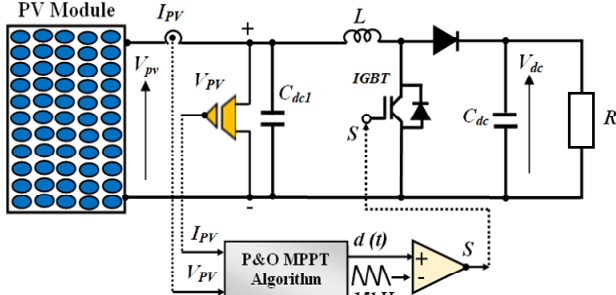 PV Module
I_PV
+
L
V_pv
V_PV
C_dc1
IGBT
S
C_dc
V_dc
R
-
I_PV
V_PV
P&O MPPT
Algorithm
d (t)
+
-
S